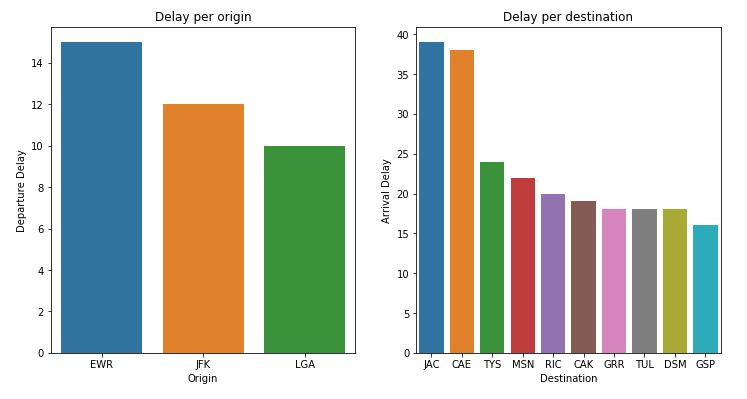 Delay per origin
14
12
10
8
6
4
2
0
Departure Delay
EWR JFK LGA
Origin
Delay per destination
40
35
30
25
20
15
10
5
0
Arrival Delay
JAC CAE TYS MSN RIC CAK GRR TUL DSM GSP
Destination